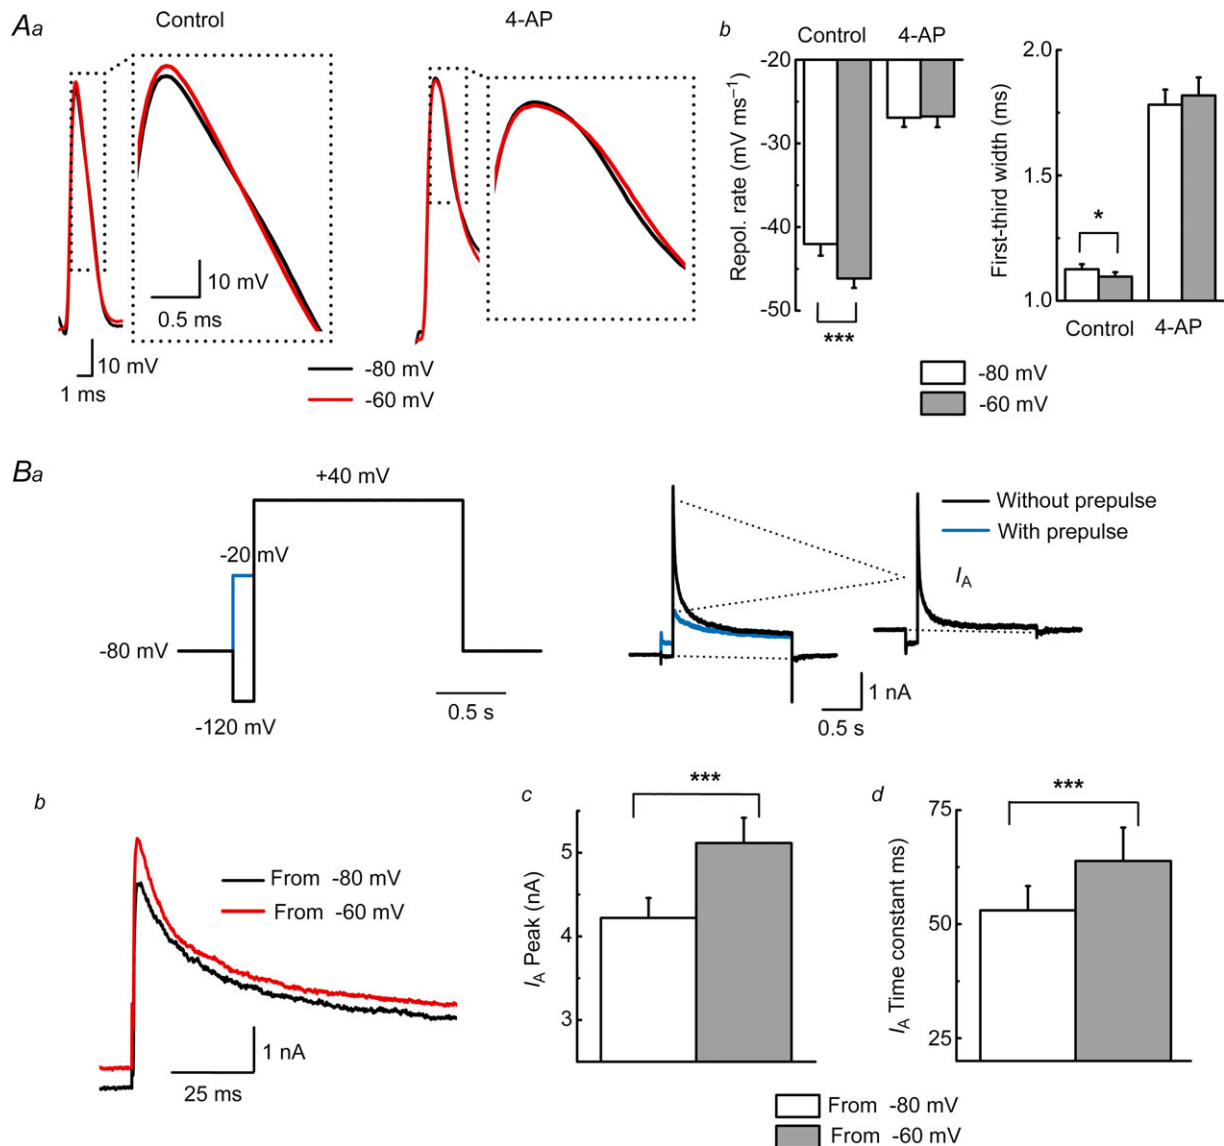 Aa
Control
4-AP
10 mV
0.5 ms
10 mV
1 ms
-80 mV
-60 mV
b
Control
4-AP
-20
-30
-40
-50
Repol. rate (mV ms⁻¹)
***
2.0
1.5
1.0
First-third width (ms)
*
Control
4-AP
-80 mV
-60 mV
Ba
+40 mV
-20 mV
-80 mV
-120 mV
0.5 s
Without prepulse
With prepulse
IA
1 nA
0.5 s
b
From -80 mV
From -60 mV
1 nA
25 ms
c
***
5
4
3
IA Peak (nA)
d
***
75
50
25
IA Time constant ms)
From -80 mV
From -60 mV